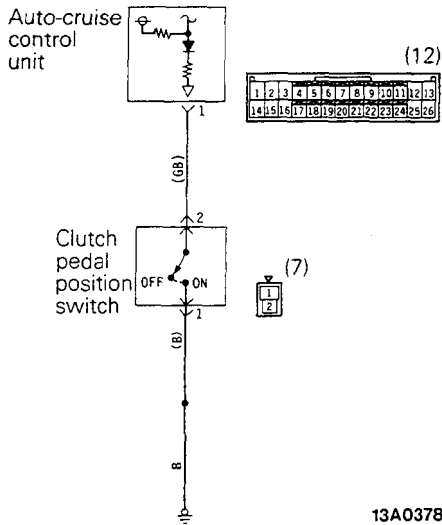 Auto-cruise
control
unit
(12)
1 2 3 4 5 6 7 8 9 10 11 12 13
14 15 16 17 18 19 20 21 22 23 24 25 26
1
(GB)
2
Clutch
pedal
position
switch
OFF ON
(7)
1
2
1
(B)
B
13A0378